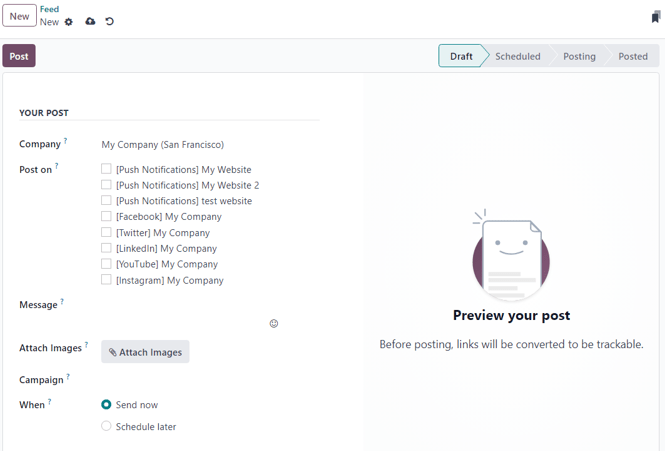 New
Feed
New
Post
Draft
Scheduled
Posting
Posted
YOUR POST
Company ?
My Company (San Francisco)
Post on ?
[Push Notifications] My Website
[Push Notifications] My Website 2
[Push Notifications] test website
[Facebook] My Company
[Twitter] My Company
[LinkedIn] My Company
[YouTube] My Company
[Instagram] My Company
Message ?
Attach Images ?
Attach Images
Campaign ?
When ?
Send now
Schedule later
Preview your post
Before posting, links will be converted to be trackable.